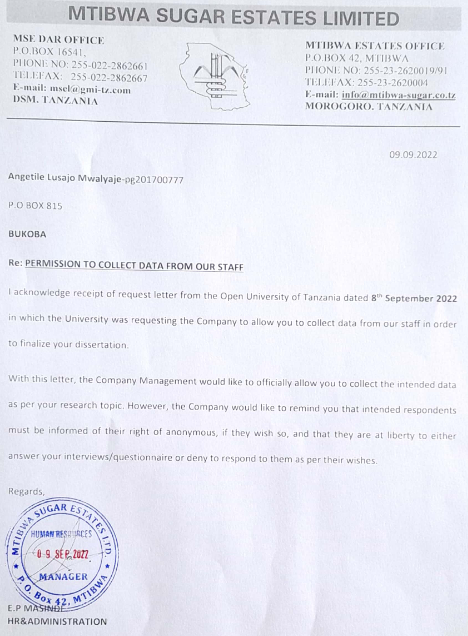 MTIBWA SUGAR ESTATES LIMITED
MSE DAR OFFICE
P.O.BOX 16541,
PHONE NO: 255-022-2862661
TELEFAX: 255-022-2862667
E-mail: msel@gmi-tz.com
DSM, TANZANIA
MTIBWA ESTATES OFFICE
P.O.BOX 42, MTIBWA
PHONE NO: 255-23-2620019/91
TELEFAX: 255-23-2620004
E-mail: info@mtibwa-sugar.co.tz
MOROGORO, TANZANIA
09.09.2022
Angetile Lusajo Mwalyaje-pg201700777
P.O BOX 815
BUKOBA
Re: PERMISSION TO COLLECT DATA FROM OUR STAFF
I acknowledge receipt of request letter from the Open University of Tanzania dated 8th September 2022
in which the University was requesting the Company to allow you to collect data from our staff in order
to finalize your dissertation.
With this letter, the Company Management would like to officially allow you to collect the intended data
as per your research topic. However, the Company would like to remind you that intended respondents
must be informed of their right of anonymous, if they wish so, and that they are at liberty to either
answer your interviews/questionnaire or deny to respond to them as per their wishes.
Regards,
MTIBWA SUGAR ESTATES LTD.
HUMAN RESOURCES
09 SEP 2022
MANAGER
P. O. Box 42, MTIBWA
E.P MASINDE
HR&ADMINISTRATION